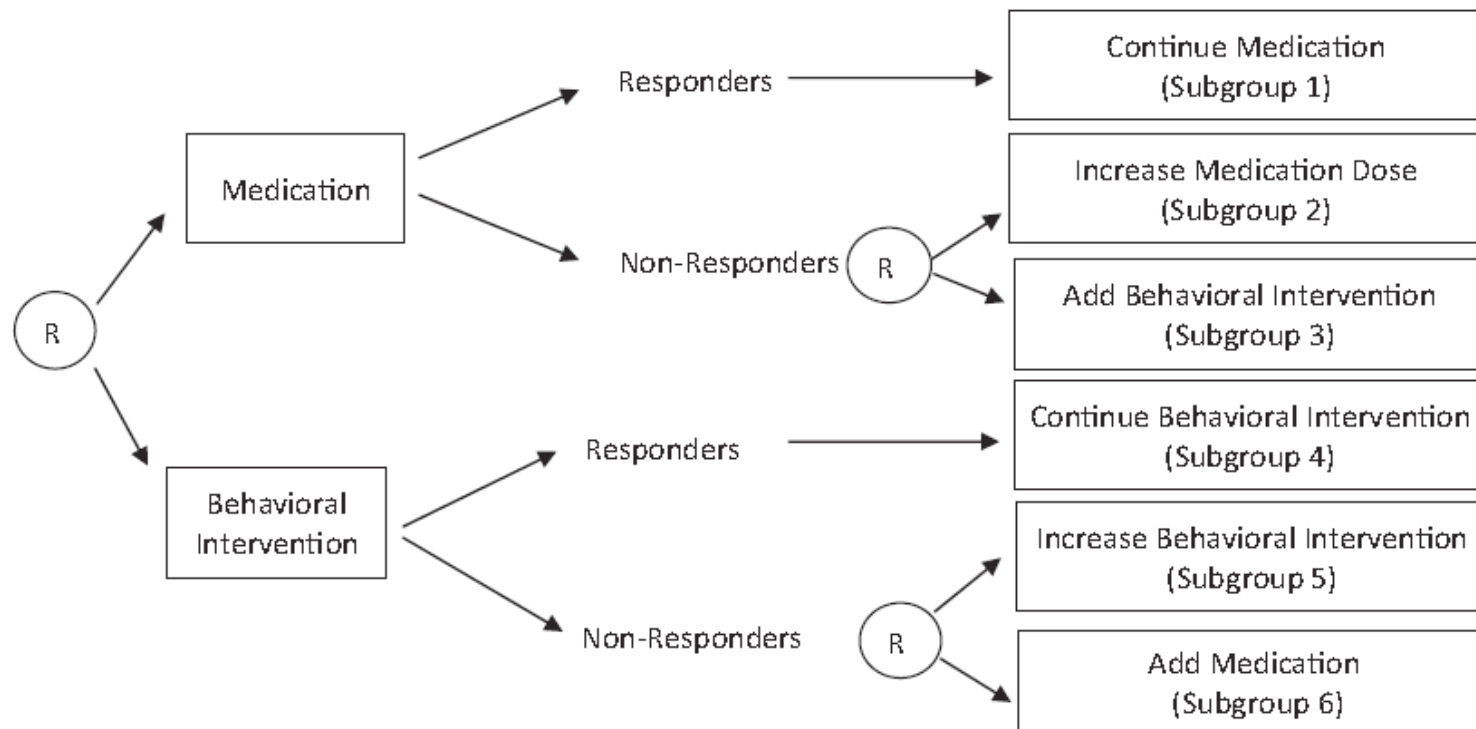 Continue Medication
(Subgroup 1)
Responders
Increase Medication Dose
(Subgroup 2)
Medication
Non-Responders
R
Add Behavioral Intervention
(Subgroup 3)
R
Continue Behavioral Intervention
(Subgroup 4)
Responders
Behavioral
Intervention
Increase Behavioral Intervention
(Subgroup 5)
Non-Responders
R
Add Medication
(Subgroup 6)